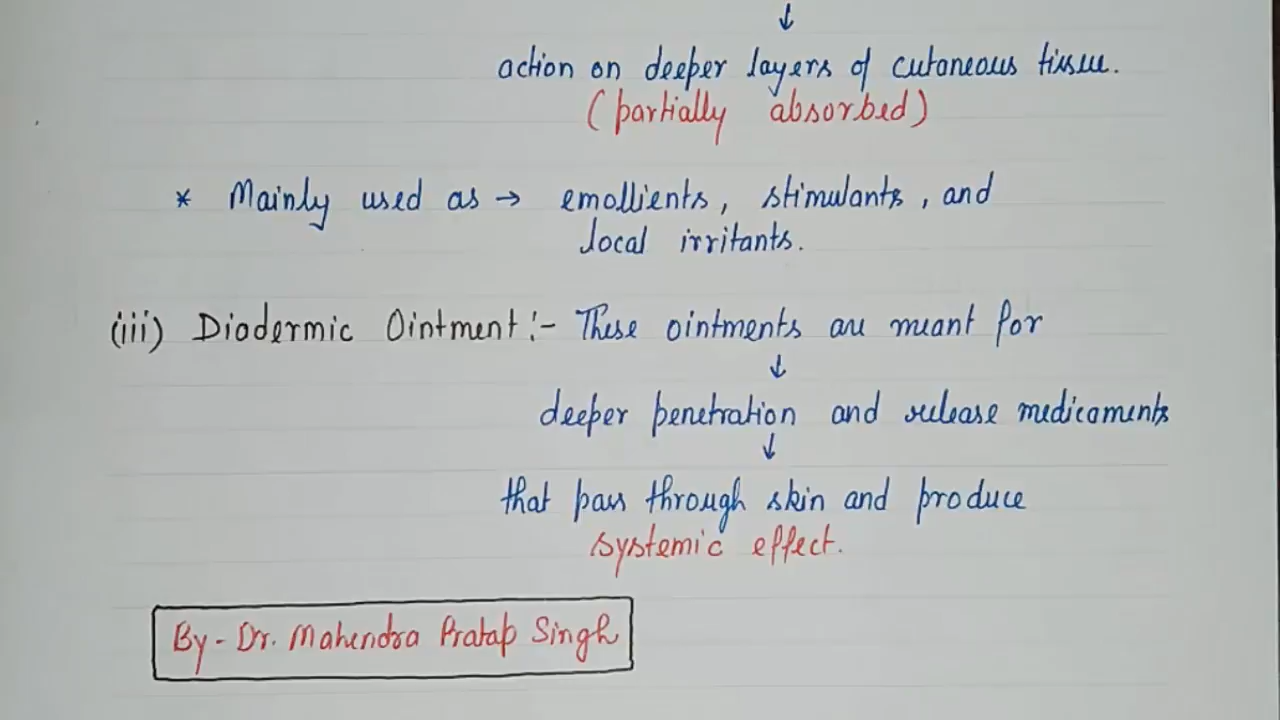 ↓
action on deeper layers of cutaneous tissue.
(partially absorbed)
* Mainly used as → emollients, stimulants, and
local irritants.
(iii) Diadermic Ointment :- These ointments are meant for
↓
deeper penetration and release medicaments
↓
that pass through skin and produce
systemic effect.
By - Dr. Mahendra Pratap Singh